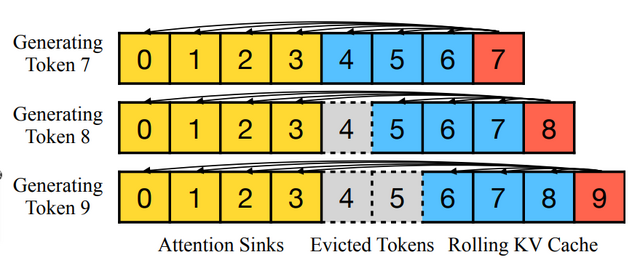 Generating
Token 7
0 1 2 3 4 5 6 7
Generating
Token 8
0 1 2 3 4 5 6 7 8
Generating
Token 9
0 1 2 3 4 5 6 7 8 9
Attention Sinks Evicted Tokens Rolling KV Cache